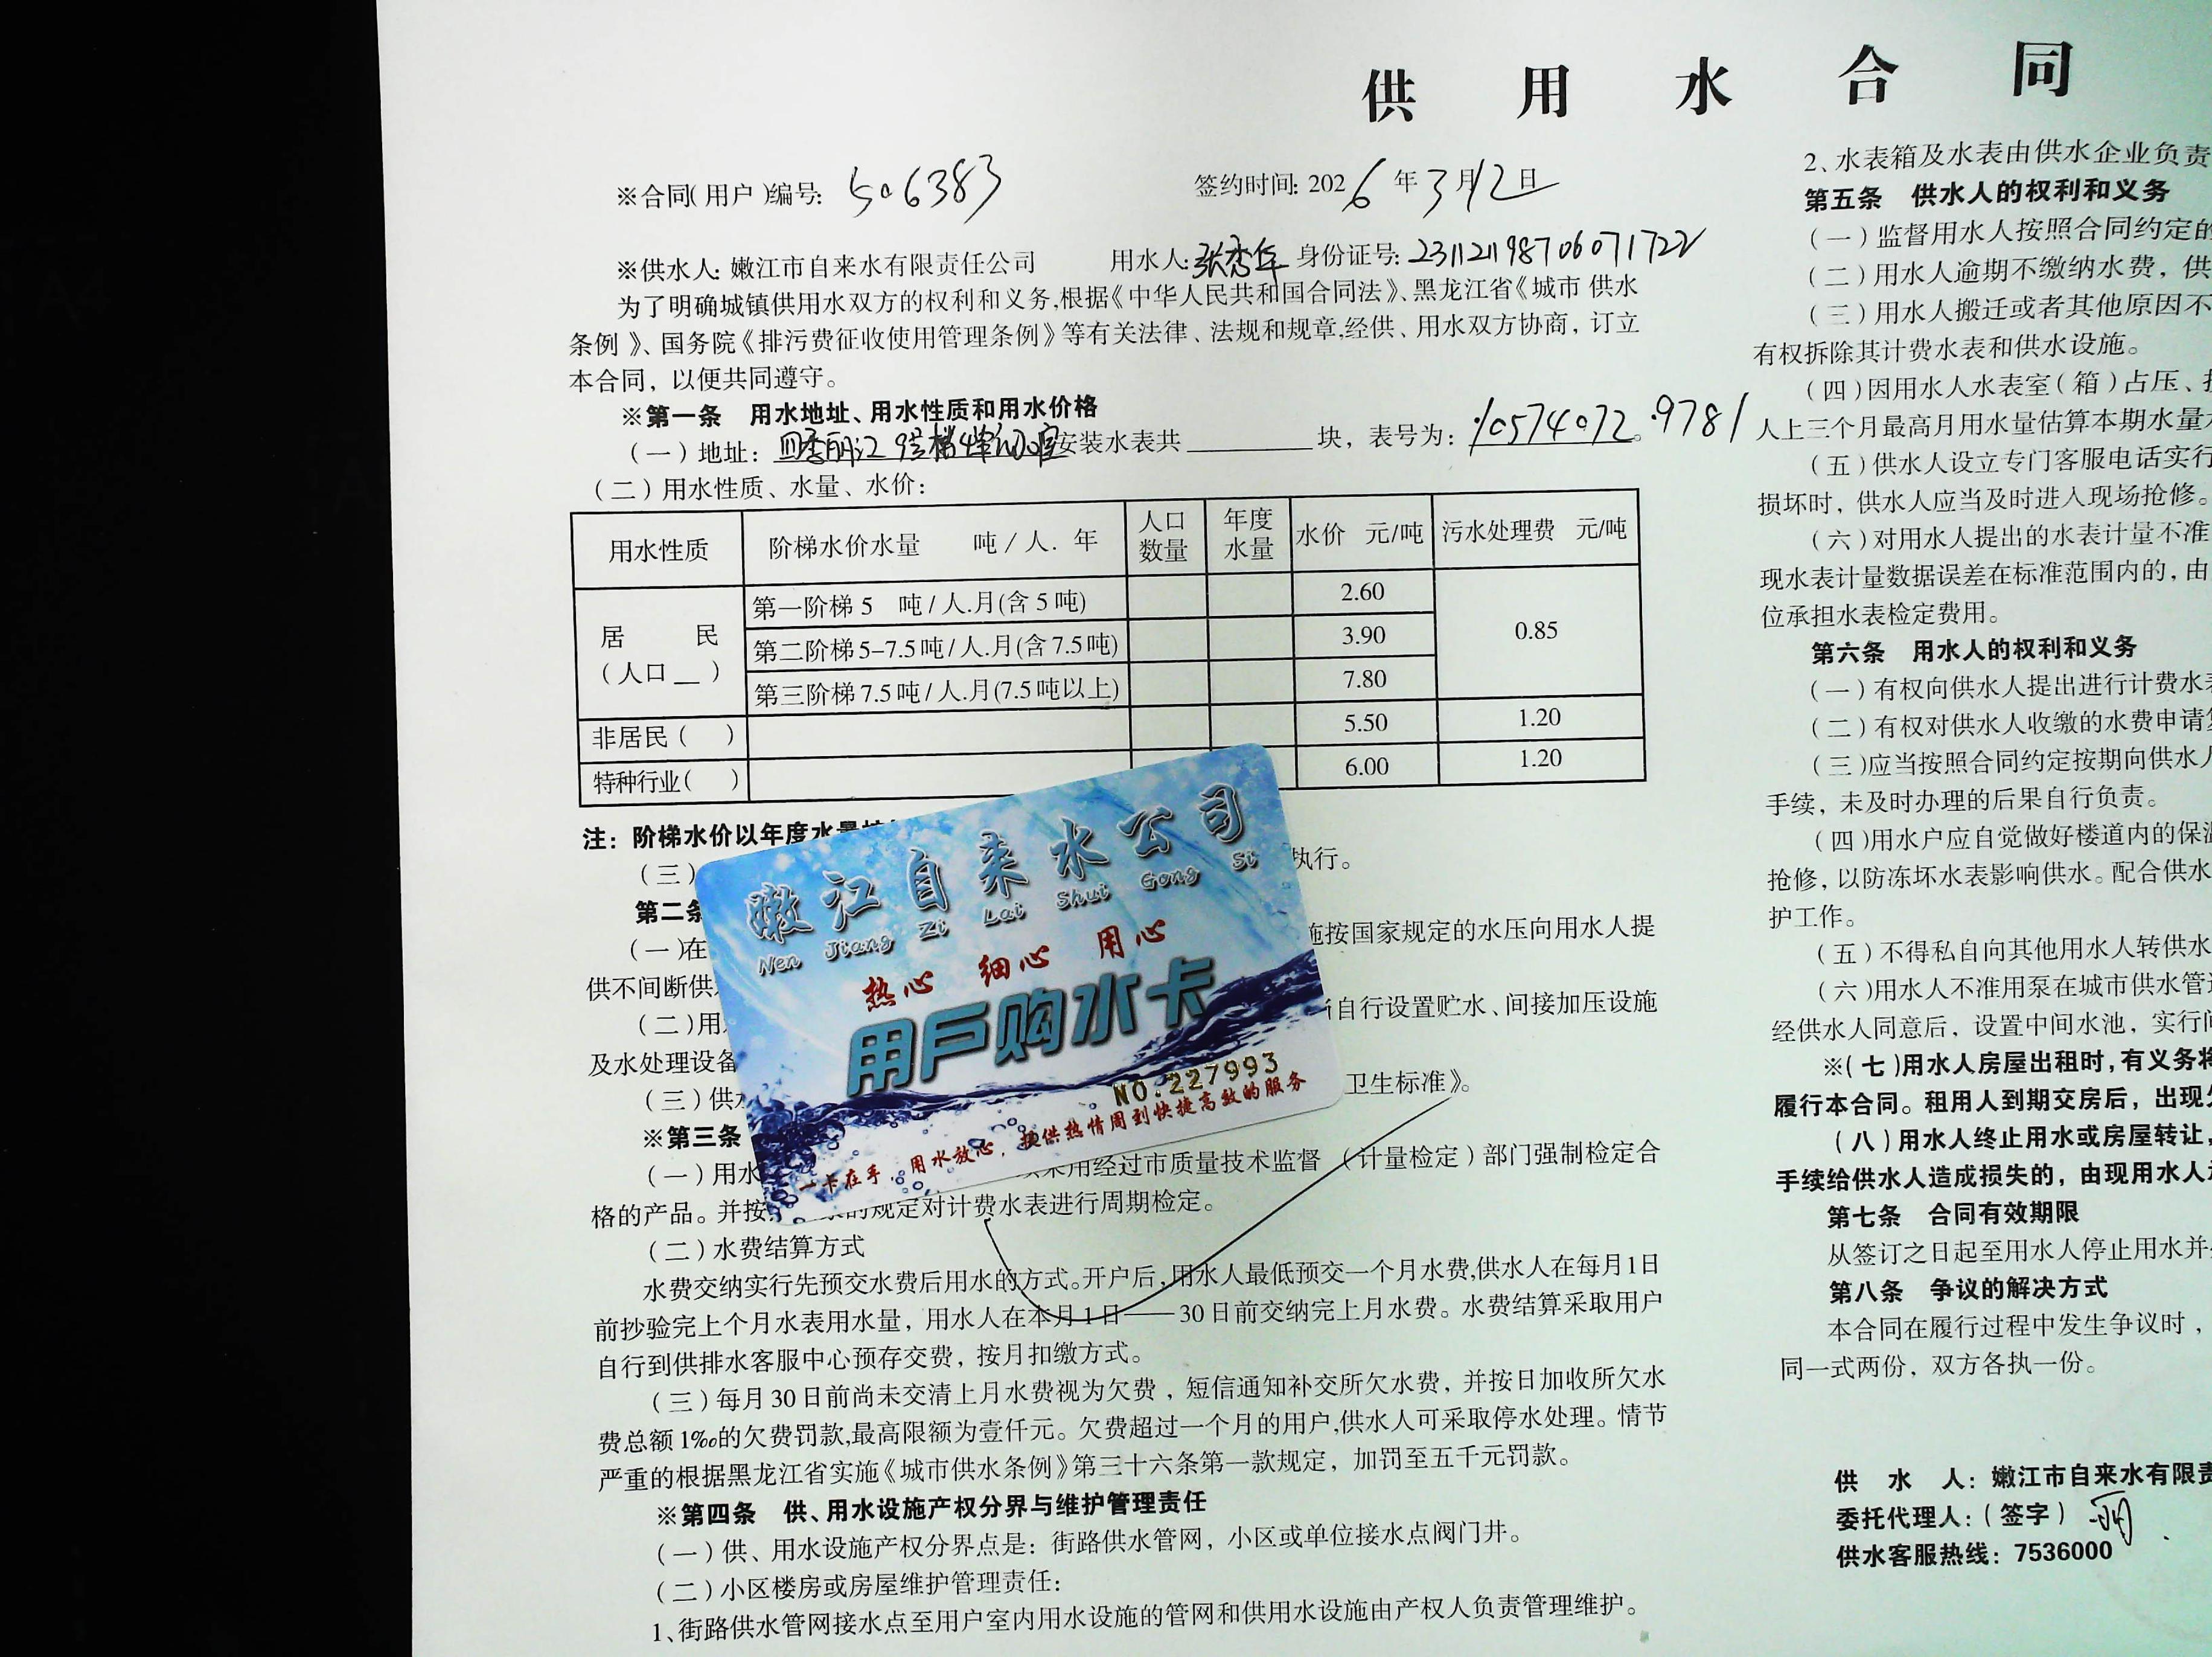 供用水合同
※合同(用户)编号: 506383
签约时间: 2026年3月12日
※供水人: 嫩江市自来水有限责任公司 用水人: 身份证号: 231121198706071722
为了明确城镇供用水双方的权利和义务,根据《中华人民共和国合同法》、黑龙江省《城市 供水
条例》、国务院《排污费征收使用管理条例》等有关法律、法规和规章,经供、用水双方协商, 订立
本合同, 以便共同遵守。
※第一条 用水地址、用水性质和用水价格
(一)地址: 四季丽江9号楼4单元 安装水表共____块, 表号为: 10574072.9781
(二)用水性质、水量、水价:
用水性质 阶梯水价水量 吨/人. 年 人口数量 年度水量 水价 元/吨 污水处理费 元/吨
居 民 (人口__)
第一阶梯 5 吨/人.月(含5吨) 2.60
第二阶梯5-7.5吨/人.月(含7.5吨) 3.90 0.85
第三阶梯7.5吨/人.月(7.5吨以上) 7.80
非居民( ) 5.50 1.20
特种行业( ) 6.00 1.20
注: 阶梯水价以年度水量
(三) 执行。
第二条
(一)在 施按国家规定的水压向用水人提
供不间断供
(二)用 自行设置贮水、间接加压设施
及水处理设备
(三)供 卫生标准》。
※第三条
(一)用水 采用经过市质量技术监督 (计量检定)部门强制检定合
格的产品。并按 的规定对计费水表进行周期检定。
(二)水费结算方式
水费交纳实行先预交水费后用水的方式。开户后,用水人最低预交一个月水费,供水人在每月1日
前抄验完上个月水表用水量, 用水人在本月1日——30日前交纳完上月水费。水费结算采取用户
自行到供排水客服中心预存交费, 按月扣缴方式。
(三)每月30日前尚未交清上月水费视为欠费, 短信通知补交所欠水费, 并按日加收所欠水
费总额1‰的欠费罚款,最高限额为壹仟元。欠费超过一个月的用户,供水人可采取停水处理。情节
严重的根据黑龙江省实施《城市供水条例》第三十六条第一款规定, 加罚至五千元罚款。
※第四条 供、用水设施产权分界与维护管理责任
(一)供、用水设施产权分界点是: 街路供水管网, 小区或单位接水点阀门井。
(二)小区楼房或房屋维护管理责任:
1、街路供水管网接水点至用户室内用水设施的管网和供用水设施由产权人负责管理维护。
嫩江自来水公司
Nen Jiang Zi Lai Shui Gong Si
热心 细心 用心
用户购水卡
NO.227993
一卡在手,用水放心,提供热情周到快捷高效的服务
2、水表箱及水表由供水企业负责
第五条 供水人的权利和义务
(一)监督用水人按照合同约定的
(二)用水人逾期不缴纳水费, 供
(三)用水人搬迁或者其他原因不
有权拆除其计费水表和供水设施。
(四)因用水人水表室(箱)占压、
人上三个月最高月用水量估算本期水量
(五)供水人设立专门客服电话实行
损坏时, 供水人应当及时进入现场抢修。
(六)对用水人提出的水表计量不准
现水表计量数据误差在标准范围内的, 由
位承担水表检定费用。
第六条 用水人的权利和义务
(一)有权向供水人提出进行计费水
(二)有权对供水人收缴的水费申请
(三)应当按照合同约定按期向供水人
手续, 未及时办理的后果自行负责。
(四)用水户应自觉做好楼道内的保温
抢修, 以防冻坏水表影响供水。配合供水
护工作。
(五)不得私自向其他用水人转供水
(六)用水人不准用泵在城市供水管
经供水人同意后, 设置中间水池, 实行间
※(七)用水人房屋出租时, 有义务将
履行本合同。租用人到期交房后, 出现
(八)用水人终止用水或房屋转让,
手续给供水人造成损失的, 由现用水人
第七条 合同有效期限
从签订之日起至用水人停止用水并
第八条 争议的解决方式
本合同在履行过程中发生争议时,
同一式两份, 双方各执一份。
供 水 人: 嫩江市自来水有限责
委托代理人:(签字)
供水客服热线: 7536000